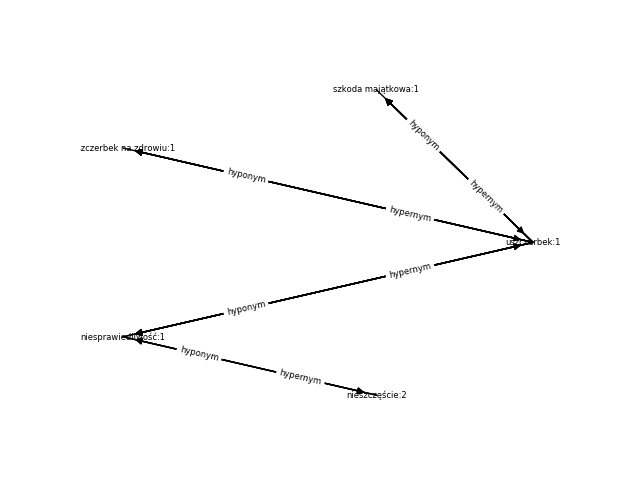 szkoda majątkowa:1
hyponym
zczerbek na zdrowiu:1
hyponym
hypernym
hypernym
uszczerbek:1
hypernym
hyponym
niesprawiedliwość:1
hyponym
hypernym
nieszczęście:2